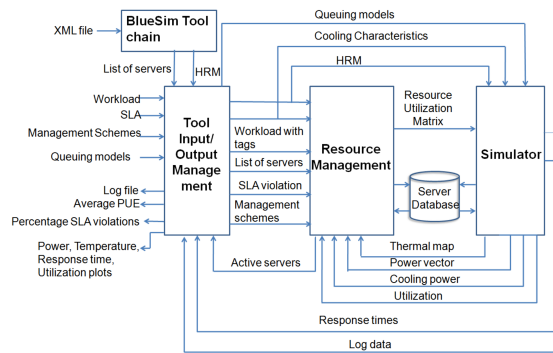 Queuing models
BlueSim Tool
chain
XML file
Cooling Characteristics
List of servers
HRM
HRM
Workload
SLA
Management Schemes
Queuing models
Log file
Average PUE
Percentage SLA violations
Power, Temperature,
Response time,
Utilization plots
Tool
Input/
Output
Manage
ment
Workload with
tags
List of servers
SLA violation
Management
schemes
Active servers
Resource
Management
Resource
Utilization
Matrix
Server
Database
Simulator
Thermal map
Power vector
Cooling power
Utilization
Response times
Log data